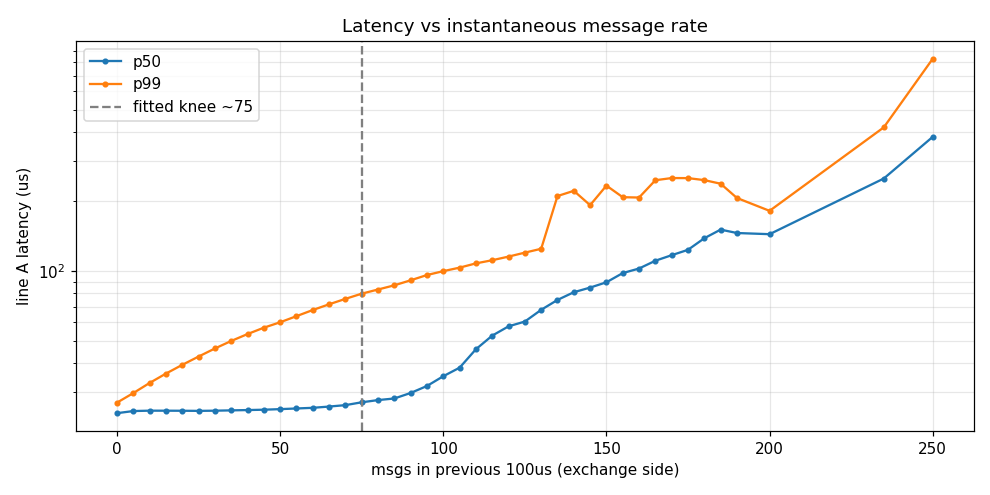 Latency vs instantaneous message rate
p50
p99
fitted knee ~75
line A latency (us)
10²
0 50 100 150 200 250
msgs in previous 100us (exchange side)